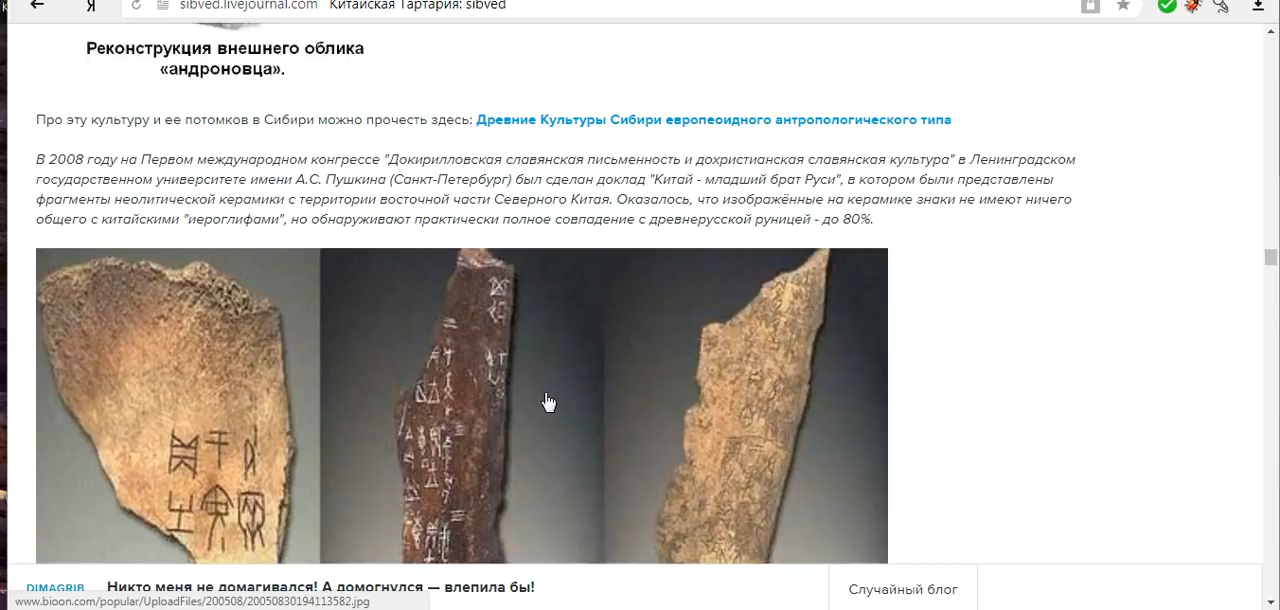 Я sibved.livejournal.com Китайская Тартария: sibved
Реконструкция внешнего облика
«андроновца».
Про эту культуру и ее потомков в Сибири можно прочесть здесь: Древние Культуры Сибири европеоидного антропологического типа
В 2008 году на Первом международном конгрессе "Докирилловская славянская письменность и дохристианская славянская культура" в Ленинградском
государственном университете имени А.С. Пушкина (Санкт-Петербург) был сделан доклад "Китай - младший брат Руси", в котором были представлены
фрагменты неолитической керамики с территории восточной части Северного Китая. Оказалось, что изображённые на керамике знаки не имеют ничего
общего с китайскими "иероглифами", но обнаруживают практически полное совпадение с древнерусской руницей - до 80%.
DIMAGRIB Никто меня не домагивался! А домогнулся — влепила бы! Случайный блог
www.bioon.com/popular/UploadFiles/200508/20050830194113582.jpg